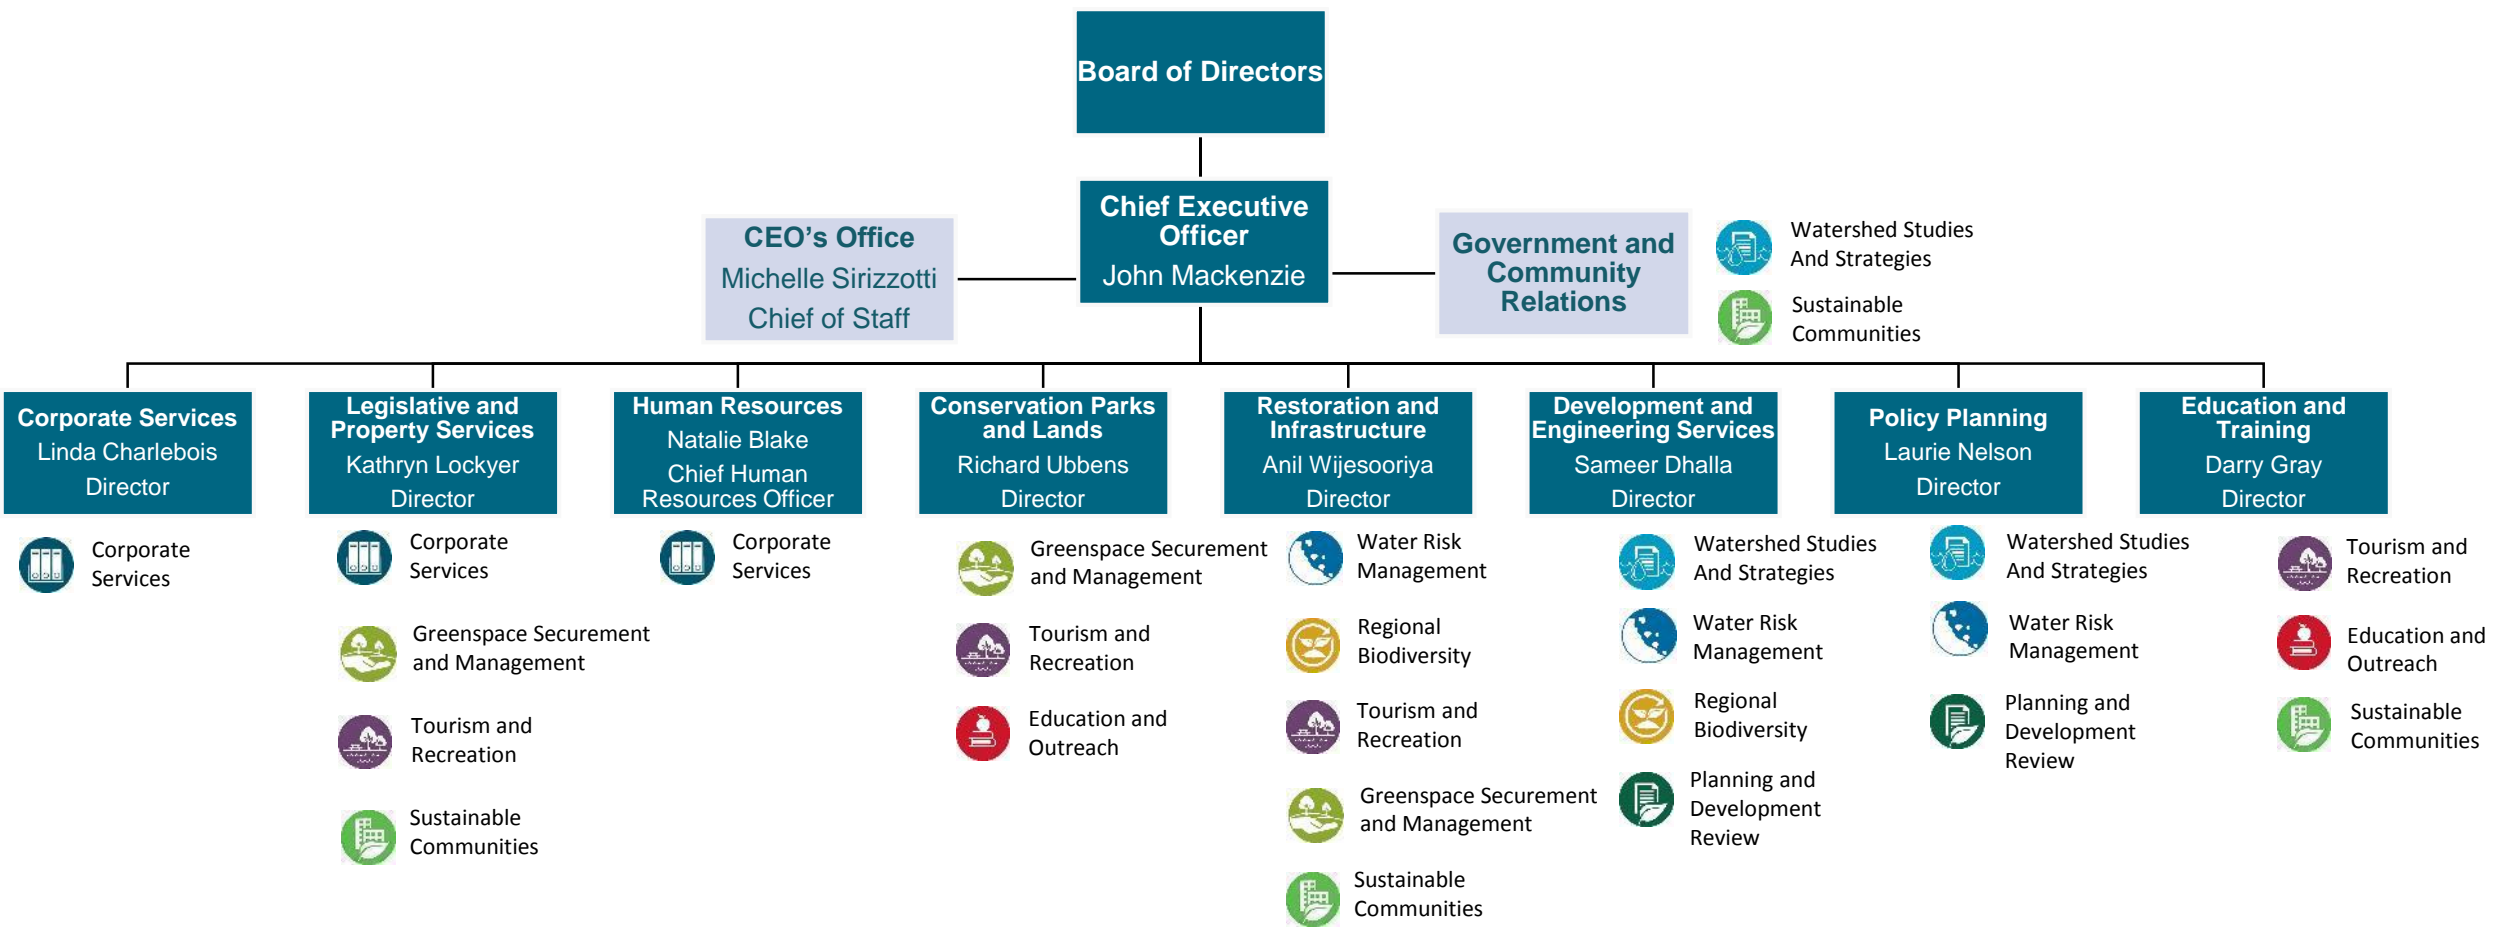 Board of Directors
Chief Executive
Officer
John Mackenzie
CEO’s Office
Michelle Sirizzotti
Chief of Staff
Government and
Community
Relations
Watershed Studies
And Strategies
Sustainable
Communities
Corporate Services
Linda Charlebois
Director
Corporate
Services
Legislative and
Property Services
Kathryn Lockyer
Director
Corporate
Services
Greenspace Securement
and Management
Tourism and
Recreation
Sustainable
Communities
Human Resources
Natalie Blake
Chief Human
Resources Officer
Corporate
Services
Conservation Parks
and Lands
Richard Ubbens
Director
Greenspace Securement
and Management
Tourism and
Recreation
Education and
Outreach
Restoration and
Infrastructure
Anil Wijesooriya
Director
Water Risk
Management
Regional
Biodiversity
Tourism and
Recreation
Greenspace Securement
and Management
Sustainable
Communities
Development and
Engineering Services
Sameer Dhalla
Director
Watershed Studies
And Strategies
Water Risk
Management
Regional
Biodiversity
Planning and
Development
Review
Policy Planning
Laurie Nelson
Director
Watershed Studies
And Strategies
Water Risk
Management
Planning and
Development
Review
Education and
Training
Darry Gray
Director
Tourism and
Recreation
Education and
Outreach
Sustainable
Communities